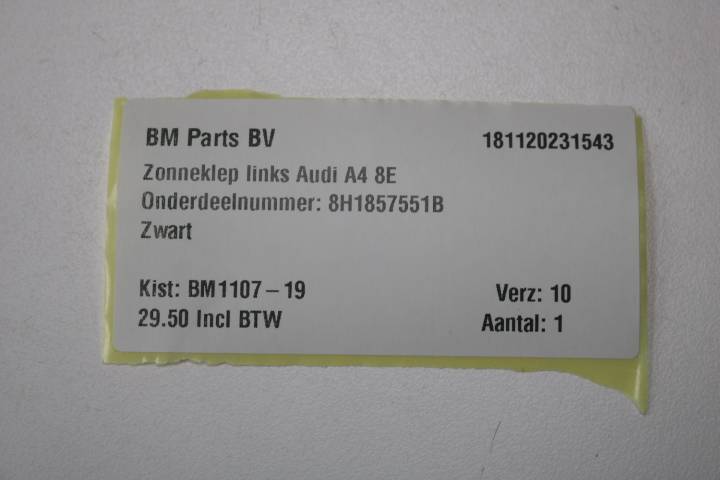 BM Parts BV 181120231543
Zonneklep links Audi A4 8E
Onderdeelnummer: 8H1857551B
Zwart
Kist: BM1107-19 Verz: 10
29.50 Incl BTW Aantal: 1